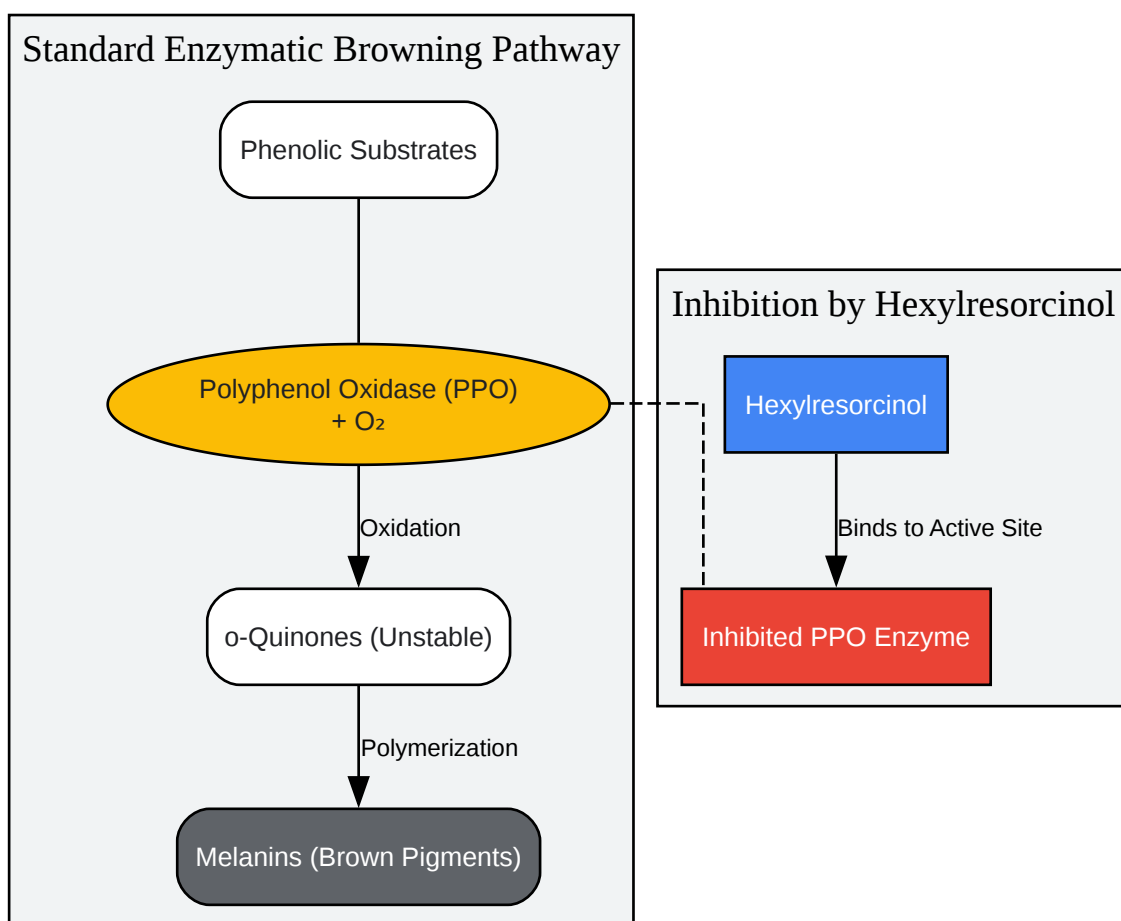 Standard Enzymatic Browning Pathway
Phenolic Substrates
Polyphenol Oxidase (PPO)
+ O₂
Oxidation
o-Quinones (Unstable)
Polymerization
Melanins (Brown Pigments)
Inhibition by Hexylresorcinol
Hexylresorcinol
Binds to Active Site
Inhibited PPO Enzyme